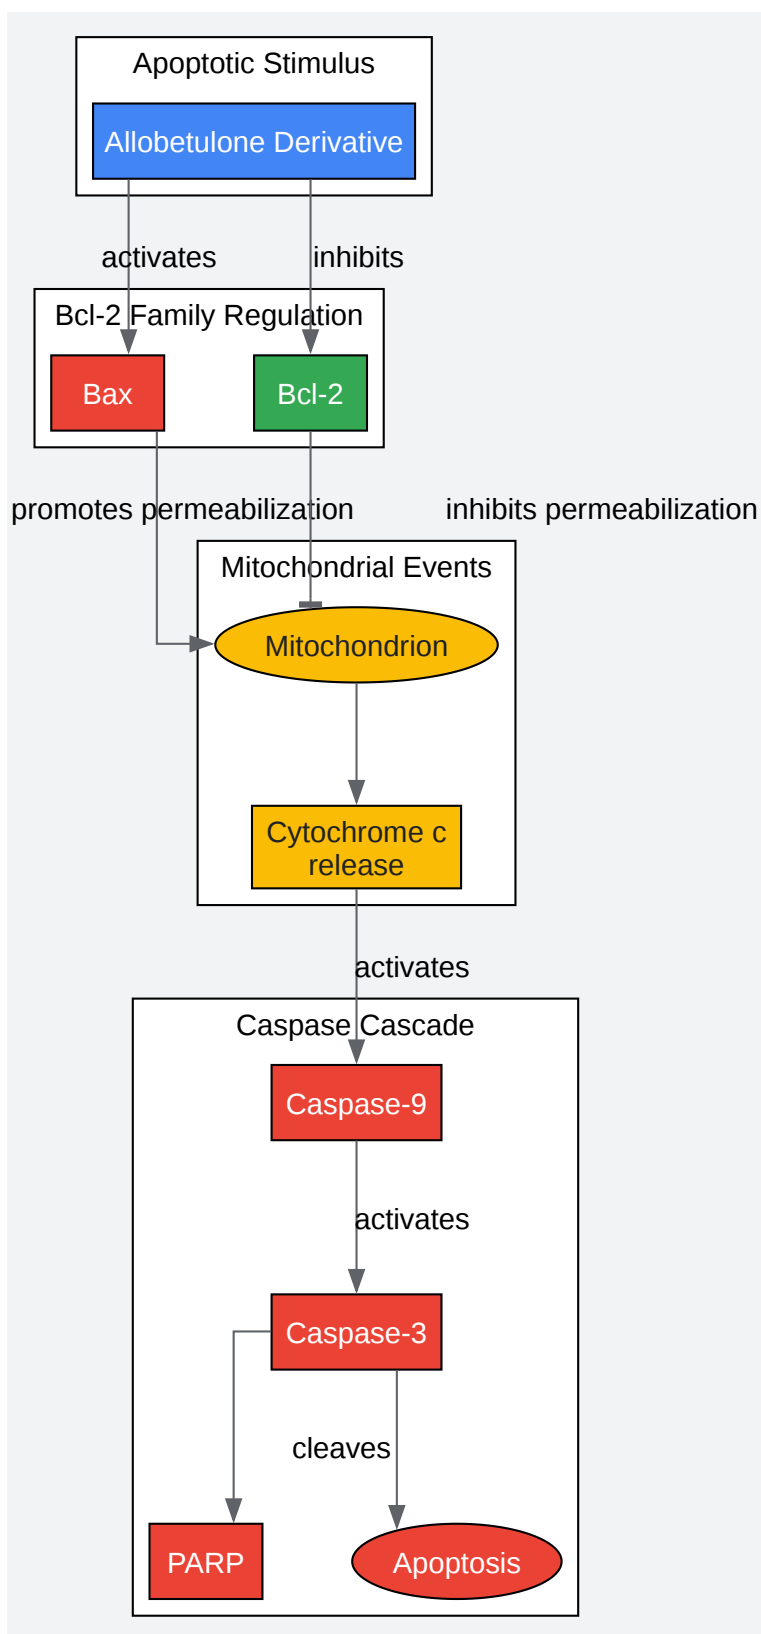 Apoptotic Stimulus
Allobetulone Derivative
activates
inhibits
Bcl-2 Family Regulation
Bax
Bcl-2
promotes permeabilization
inhibits permeabilization
Mitochondrial Events
Mitochondrion
Cytochrome c
release
activates
Caspase Cascade
Caspase-9
activates
Caspase-3
cleaves
PARP
Apoptosis